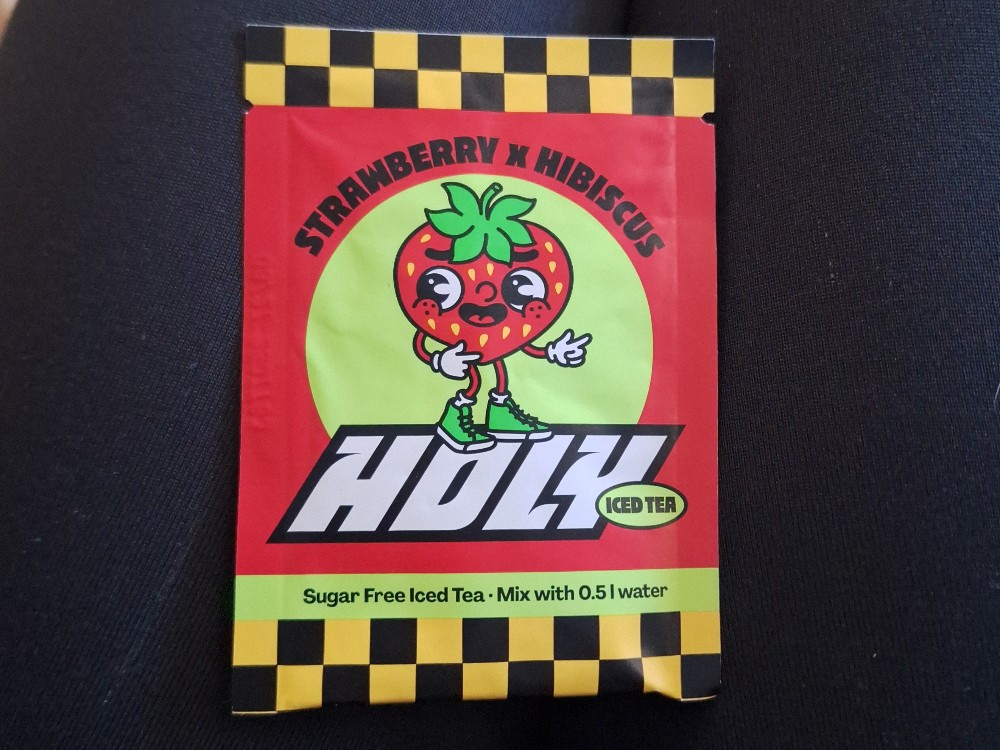 STRAWBERRY x HIBISCUS
HOLY
ICED TEA
Sugar Free Iced Tea · Mix with 0.5 l water